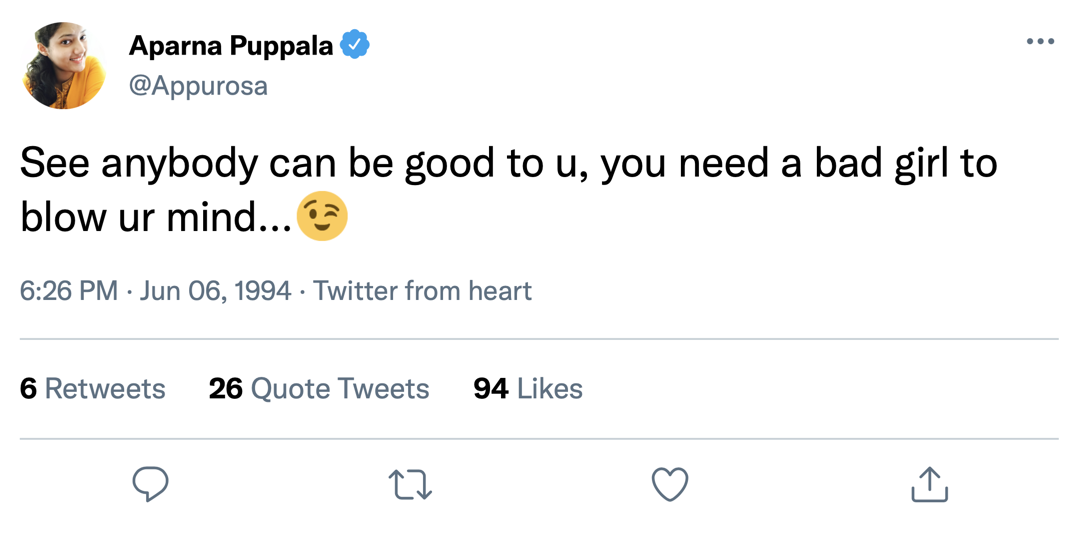 Aparna Puppala
@Appurosa
See anybody can be good to u, you need a bad girl to
blow ur mind...😉
6:26 PM · Jun 06, 1994 · Twitter from heart
6 Retweets 26 Quote Tweets 94 Likes